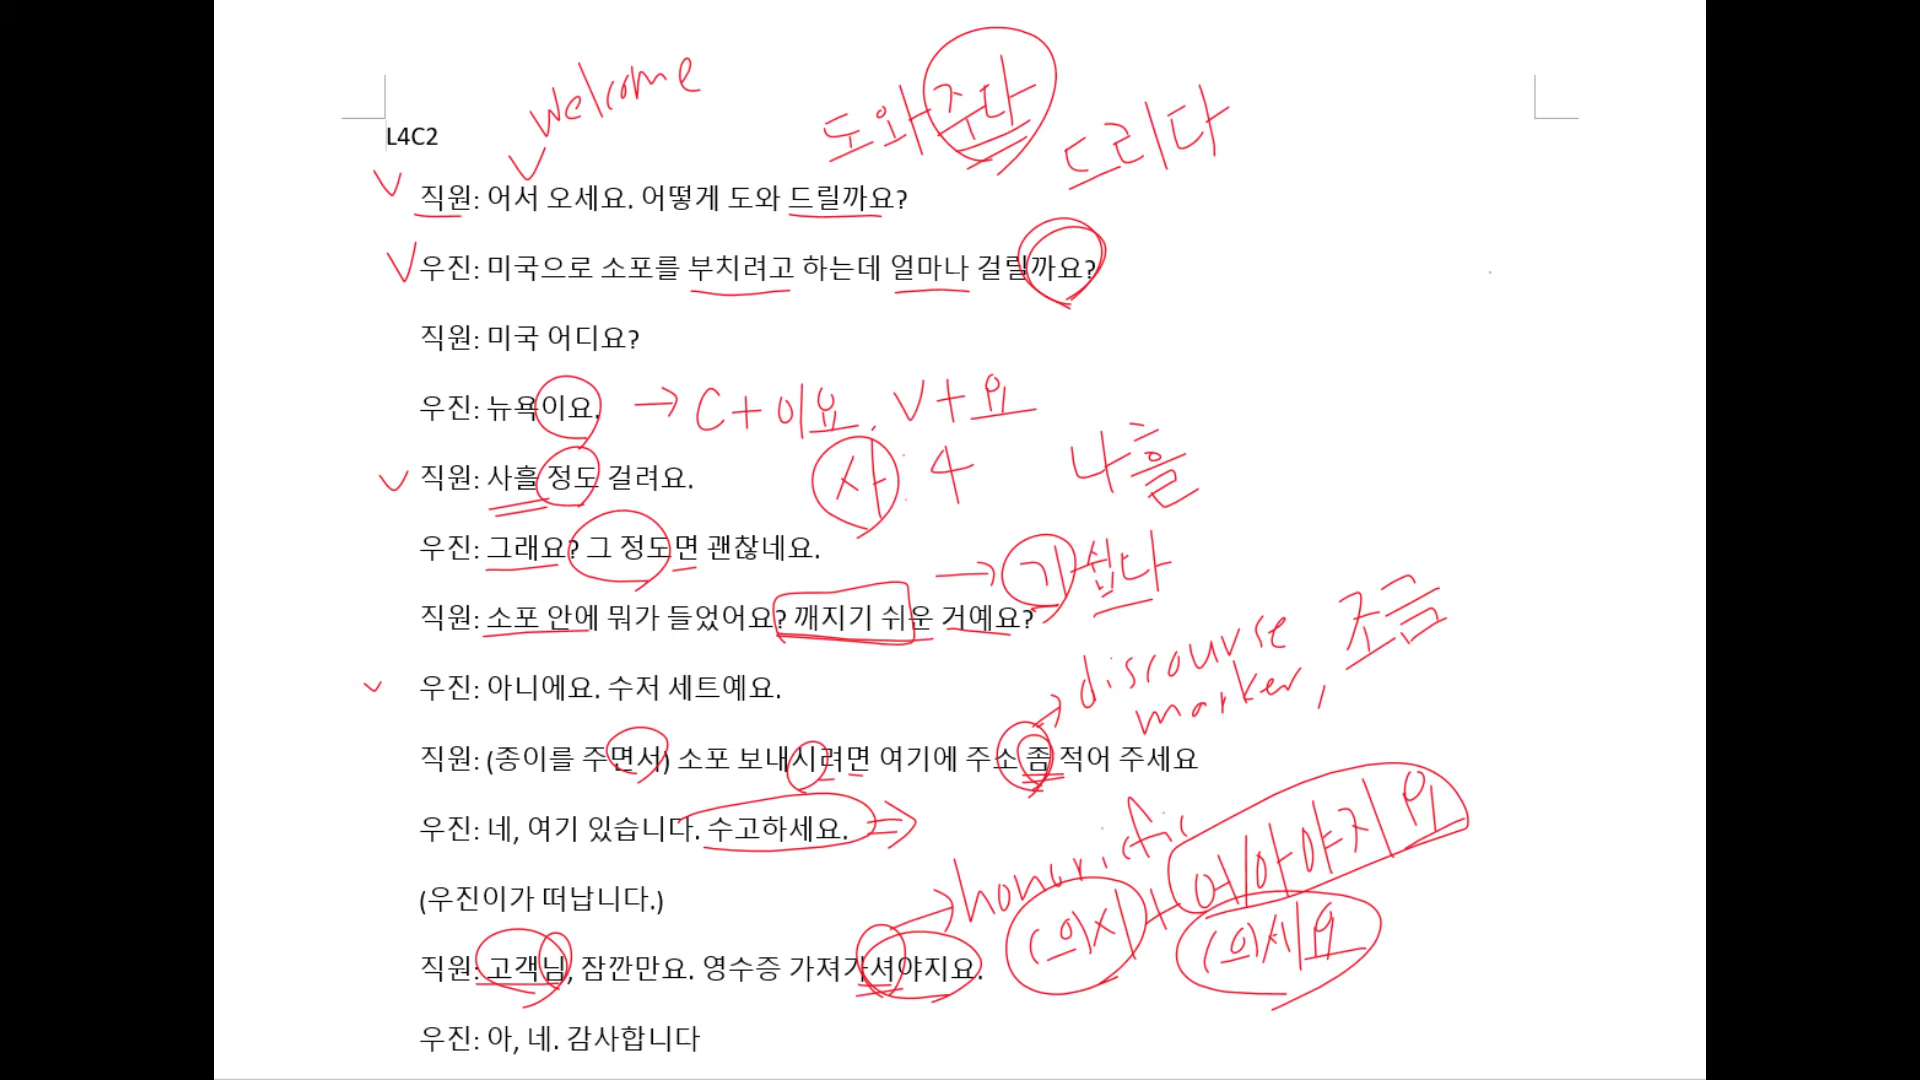 welcome
도와주다
드리다
L4C2
직원: 어서 오세요. 어떻게 도와 드릴까요?
우진: 미국으로 소포를 부치려고 하는데 얼마나 걸릴까요?
직원: 미국 어디요?
우진: 뉴욕이요.
→ C+이요, V+요
직원: 사흘 정도 걸려요.
사: 4 나흘
우진: 그래요? 그 정도면 괜찮네요.
→ 기 쉽다
직원: 소포 안에 뭐가 들었어요? 깨지기 쉬운 거예요?
→ discourse marker, 조금
우진: 아니에요. 수저 세트예요.
직원: (종이를 주면서) 소포 보내시려면 여기에 주소 좀 적어 주세요
우진: 네, 여기 있습니다. 수고하세요.
(우진이가 떠납니다.)
→ honorific
(으)시+어/아야지요
(으)세요
직원: 고객님, 잠깐만요. 영수증 가져가셔야지요.
우진: 아, 네. 감사합니다